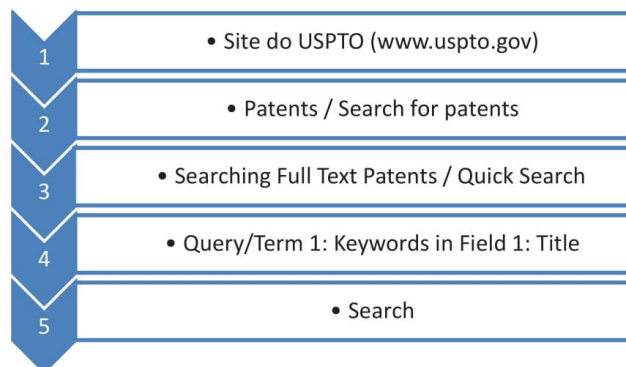 1 • Site do USPTO (www.uspto.gov)
2 • Patents / Search for patents
3 • Searching Full Text Patents / Quick Search
4 • Query/Term 1: Keywords in Field 1: Title
5 • Search